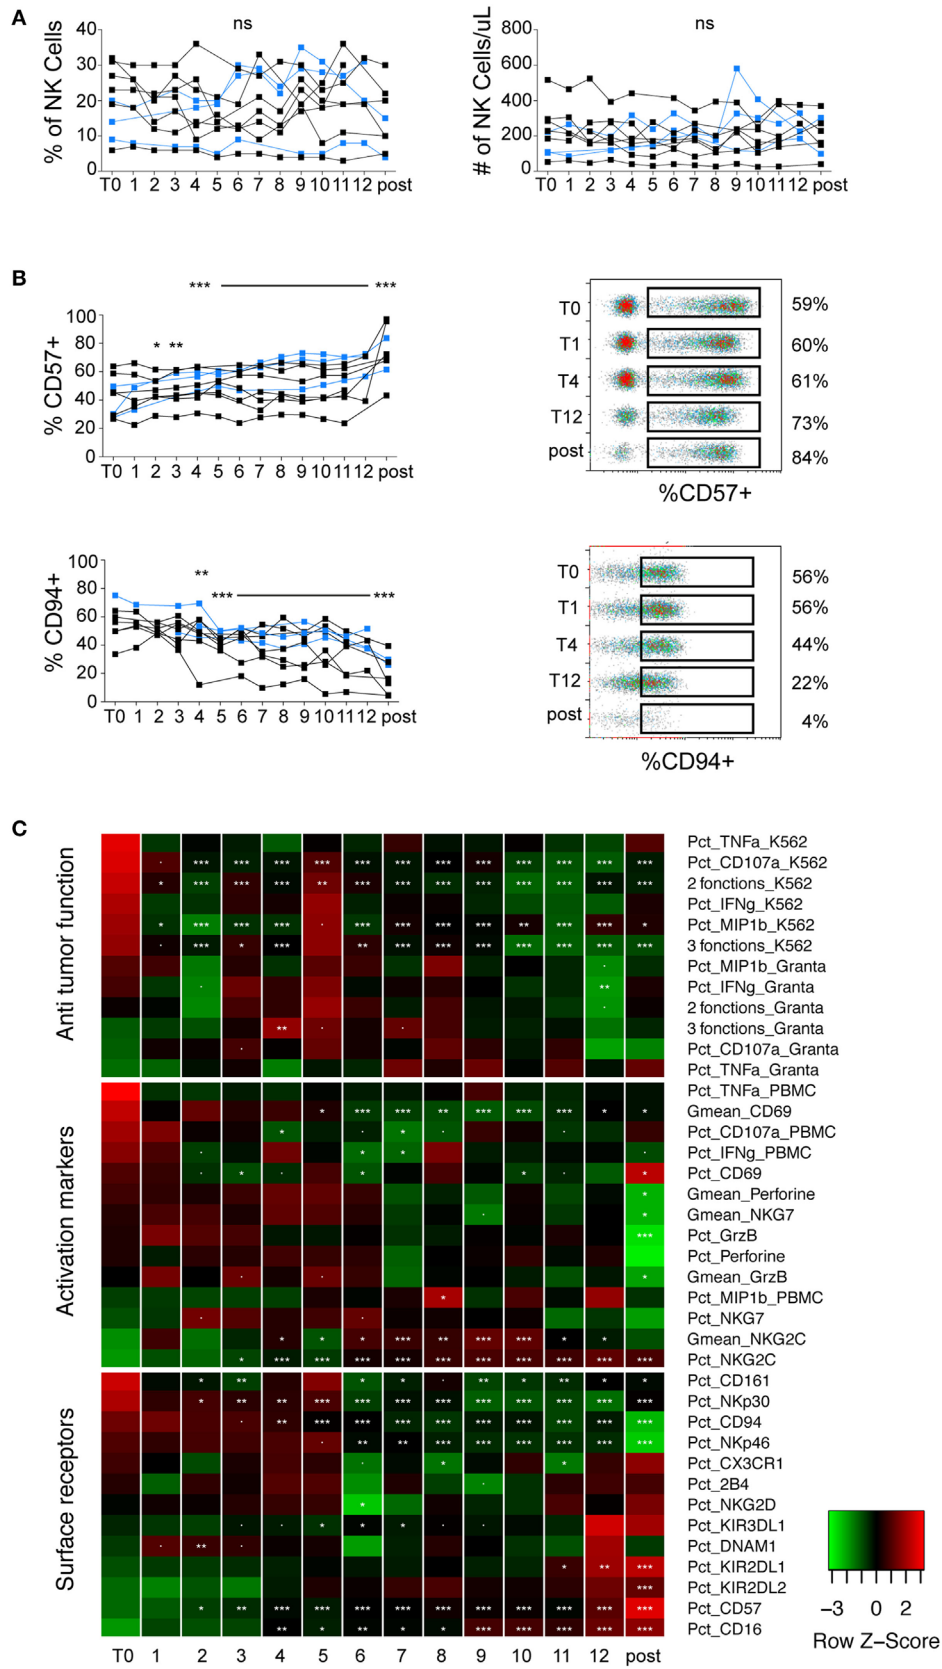 A
ns
ns
% of NK Cells
40
30
20
10
0
T0 1 2 3 4 5 6 7 8 9 10 11 12 post
# of NK Cells/uL
800
600
400
200
0
T0 1 2 3 4 5 6 7 8 9 10 11 12 post
B
*** ***
* **
% CD57+
100
80
60
40
20
0
T0 1 2 3 4 5 6 7 8 9 10 11 12 post
T0 59%
T1 60%
T4 61%
T12 73%
post 84%
%CD57+
**
*** ***
% CD94+
100
80
60
40
20
0
T0 1 2 3 4 5 6 7 8 9 10 11 12 post
T0 56%
T1 56%
T4 44%
T12 22%
post 4%
%CD94+
C
Anti tumor function
Pct_TNFa_K562
Pct_CD107a_K562
2 fonctions_K562
Pct_IFNg_K562
Pct_MIP1b_K562
3 fonctions_K562
Pct_MIP1b_Granta
Pct_IFNg_Granta
2 fonctions_Granta
3 fonctions_Granta
Pct_CD107a_Granta
Pct_TNFa_Granta
Activation markers
Pct_TNFa_PBMC
Gmean_CD69
Pct_CD107a_PBMC
Pct_IFNg_PBMC
Pct_CD69
Gmean_Perforine
Gmean_NKG7
Pct_GrzB
Pct_Perforine
Gmean_GrzB
Pct_MIP1b_PBMC
Pct_NKG7
Gmean_NKG2C
Pct_NKG2C
Surface receptors
Pct_CD161
Pct_NKp30
Pct_CD94
Pct_NKp46
Pct_CX3CR1
Pct_2B4
Pct_NKG2D
Pct_KIR3DL1
Pct_DNAM1
Pct_KIR2DL1
Pct_KIR2DL2
Pct_CD57
Pct_CD16
T0 1 2 3 4 5 6 7 8 9 10 11 12 post
−3 0 2
Row Z−Score